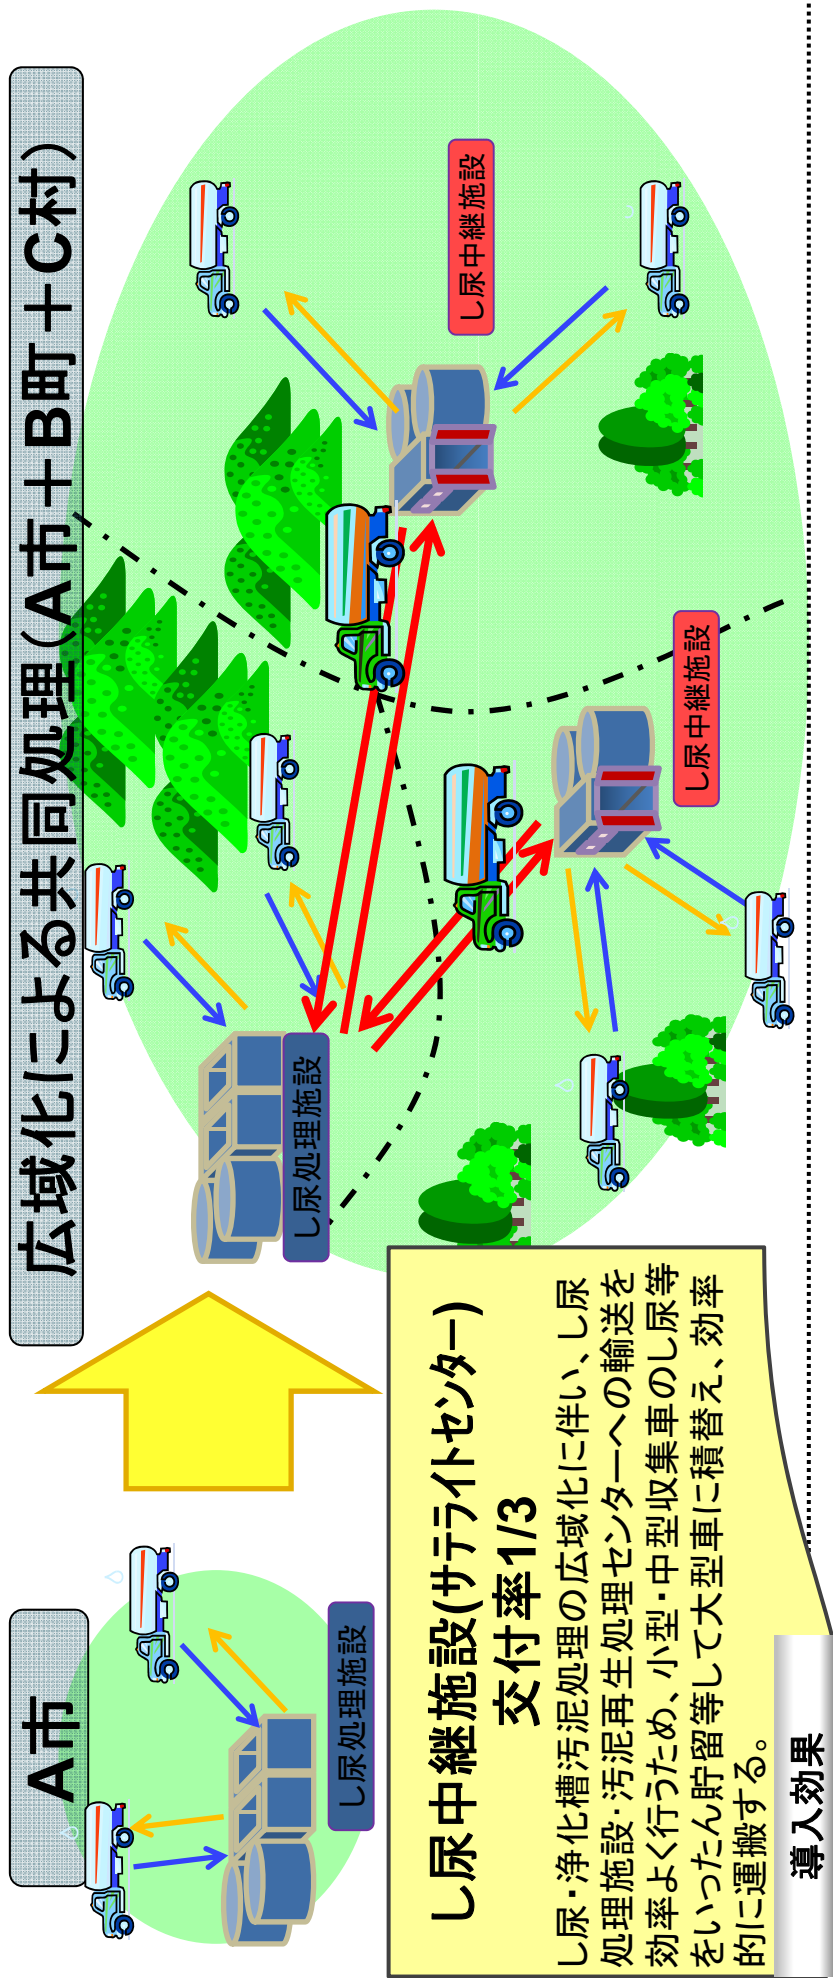 A市
広域化による共同処理(A市+B町+C村)
し尿処理施設
し尿処理施設
し尿中継施設
し尿中継施設
し尿中継施設(サテライトセンター)
交付率1/3
し尿・浄化槽汚泥処理の広域化に伴い、し尿
処理施設・汚泥再生処理センターへの輸送を
効率よく行うため、小型・中型収集車のし尿等
をいったん貯留等して大型車に積替え、効率
的に運搬する。
導入効果